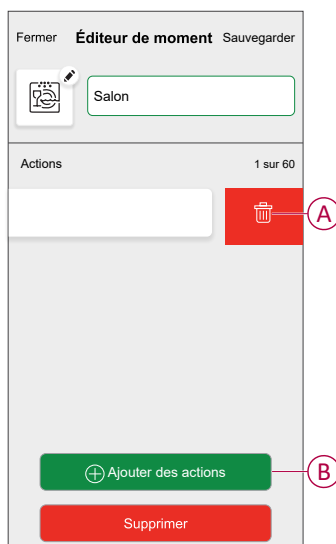 Fermer Éditeur de moment Sauvegarder
Salon
Actions 1 sur 60
A
Ajouter des actions
B
Supprimer